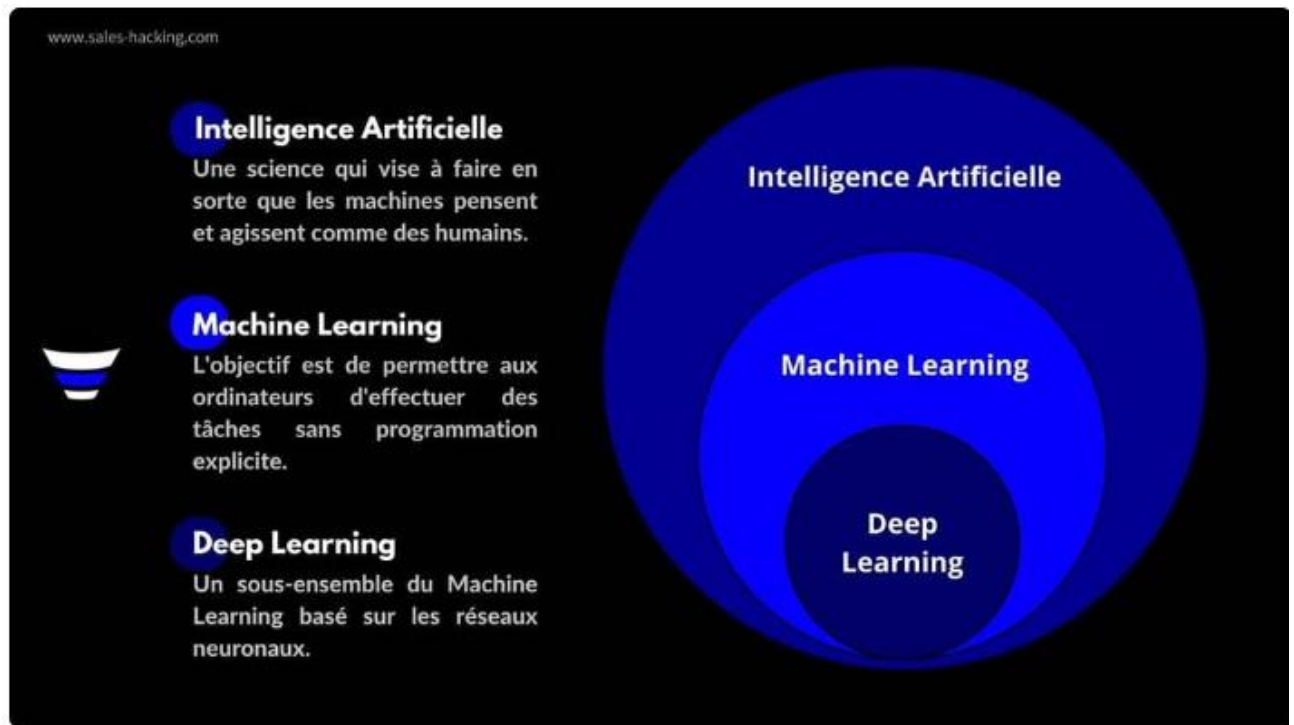 www.sales-hacking.com
Intelligence Artificielle
Une science qui vise à faire en
sorte que les machines pensent
et agissent comme des humains.
Machine Learning
L'objectif est de permettre aux
ordinateurs d'effectuer des
tâches sans programmation
explicite.
Deep Learning
Un sous-ensemble du Machine
Learning basé sur les réseaux
neuronaux.
Intelligence Artificielle
Machine Learning
Deep
Learning